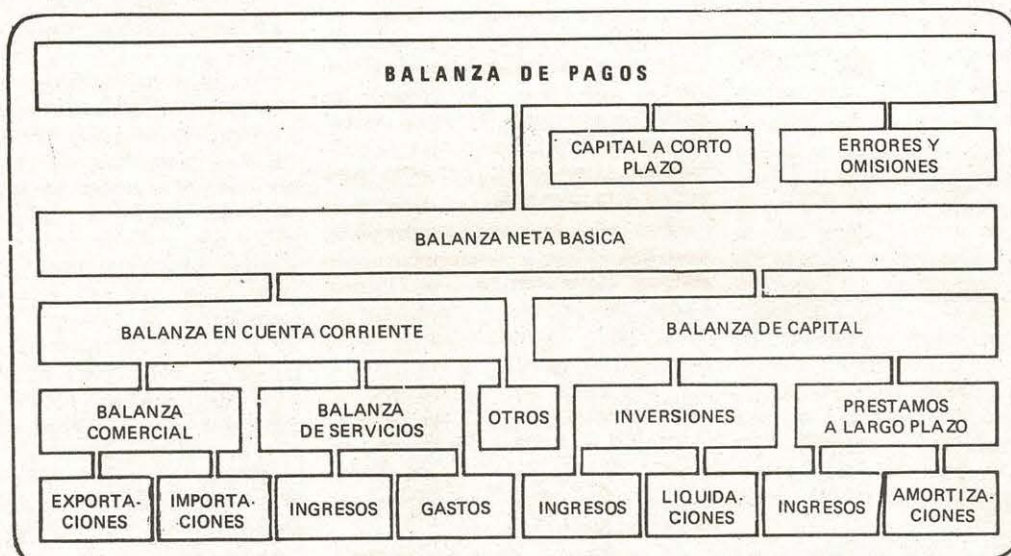 BALANZA DE PAGOS
CAPITAL A CORTO
PLAZO
ERRORES Y
OMISIONES
BALANZA NETA BASICA
BALANZA EN CUENTA CORRIENTE
BALANZA DE CAPITAL
BALANZA
COMERCIAL
BALANZA
DE SERVICIOS
OTROS
INVERSIONES
PRESTAMOS
A LARGO PLAZO
EXPORTA-
CIONES
IMPORTA-
CIONES
INGRESOS
GASTOS
INGRESOS
LIQUIDA-
CIONES
INGRESOS
AMORTIZA-
CIONES